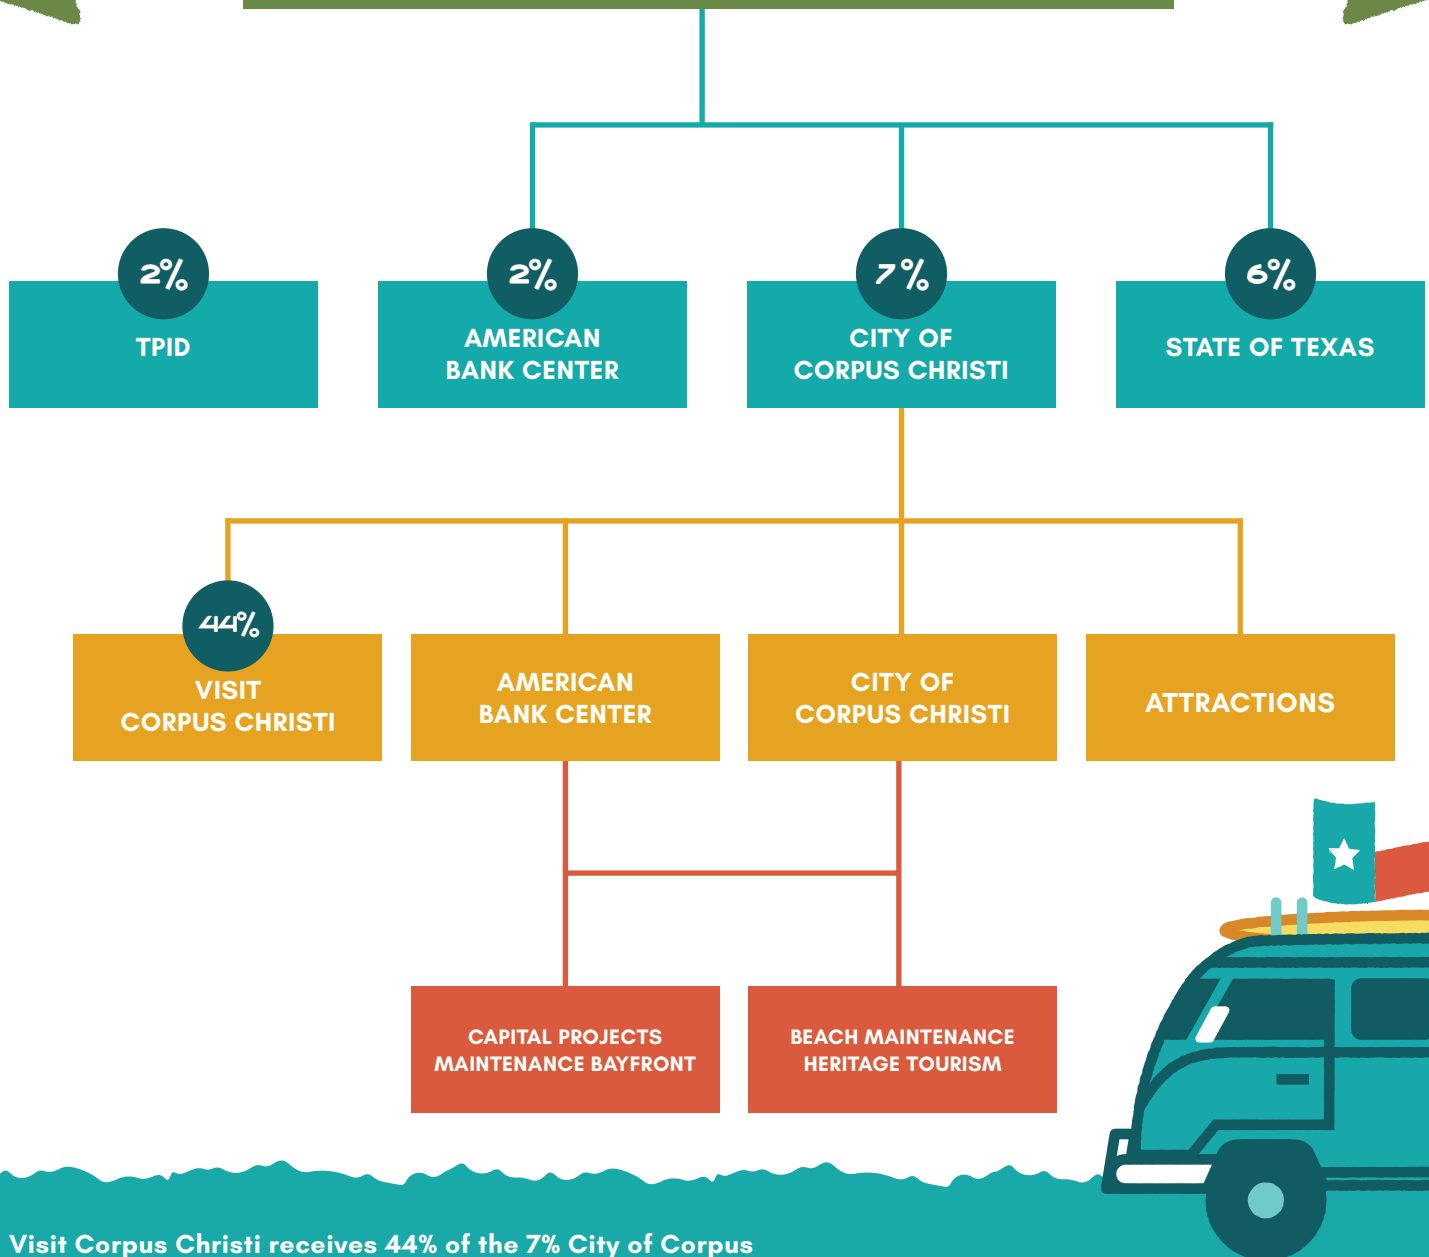 2%
TPID
2%
AMERICAN
BANK CENTER
7%
CITY OF
CORPUS CHRISTI
6%
STATE OF TEXAS
44%
VISIT
CORPUS CHRISTI
AMERICAN
BANK CENTER
CITY OF
CORPUS CHRISTI
ATTRACTIONS
CAPITAL PROJECTS
MAINTENANCE BAYFRONT
BEACH MAINTENANCE
HERITAGE TOURISM
Visit Corpus Christi receives 44% of the 7% City of Corpus